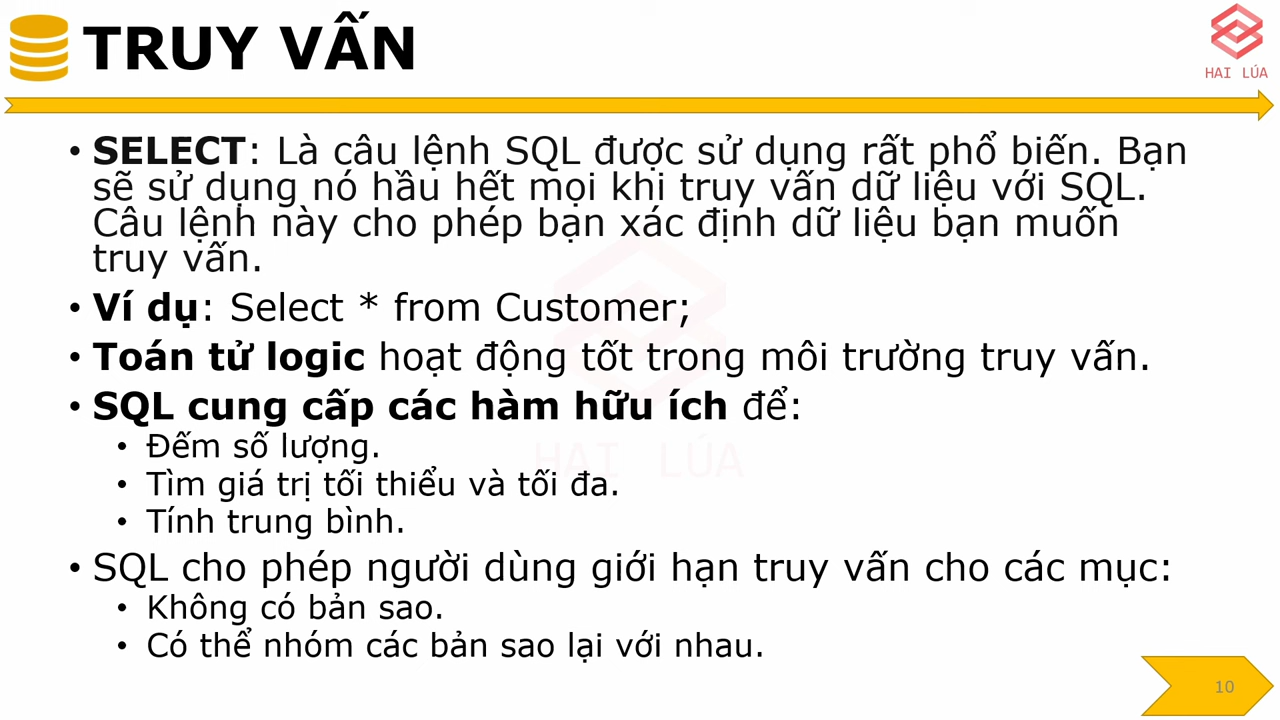 TRUY VẤN
HAI LÚA
• SELECT: Là câu lệnh SQL được sử dụng rất phổ biến. Bạn
sẽ sử dụng nó hầu hết mọi khi truy vấn dữ liệu với SQL.
Câu lệnh này cho phép bạn xác định dữ liệu bạn muốn
truy vấn.
• Ví dụ: Select * from Customer;
• Toán tử logic hoạt động tốt trong môi trường truy vấn.
• SQL cung cấp các hàm hữu ích để:
• Đếm số lượng.
HAI LÚA
• Tìm giá trị tối thiểu và tối đa.
• Tính trung bình.
• SQL cho phép người dùng giới hạn truy vấn cho các mục:
• Không có bản sao.
• Có thể nhóm các bản sao lại với nhau.
10